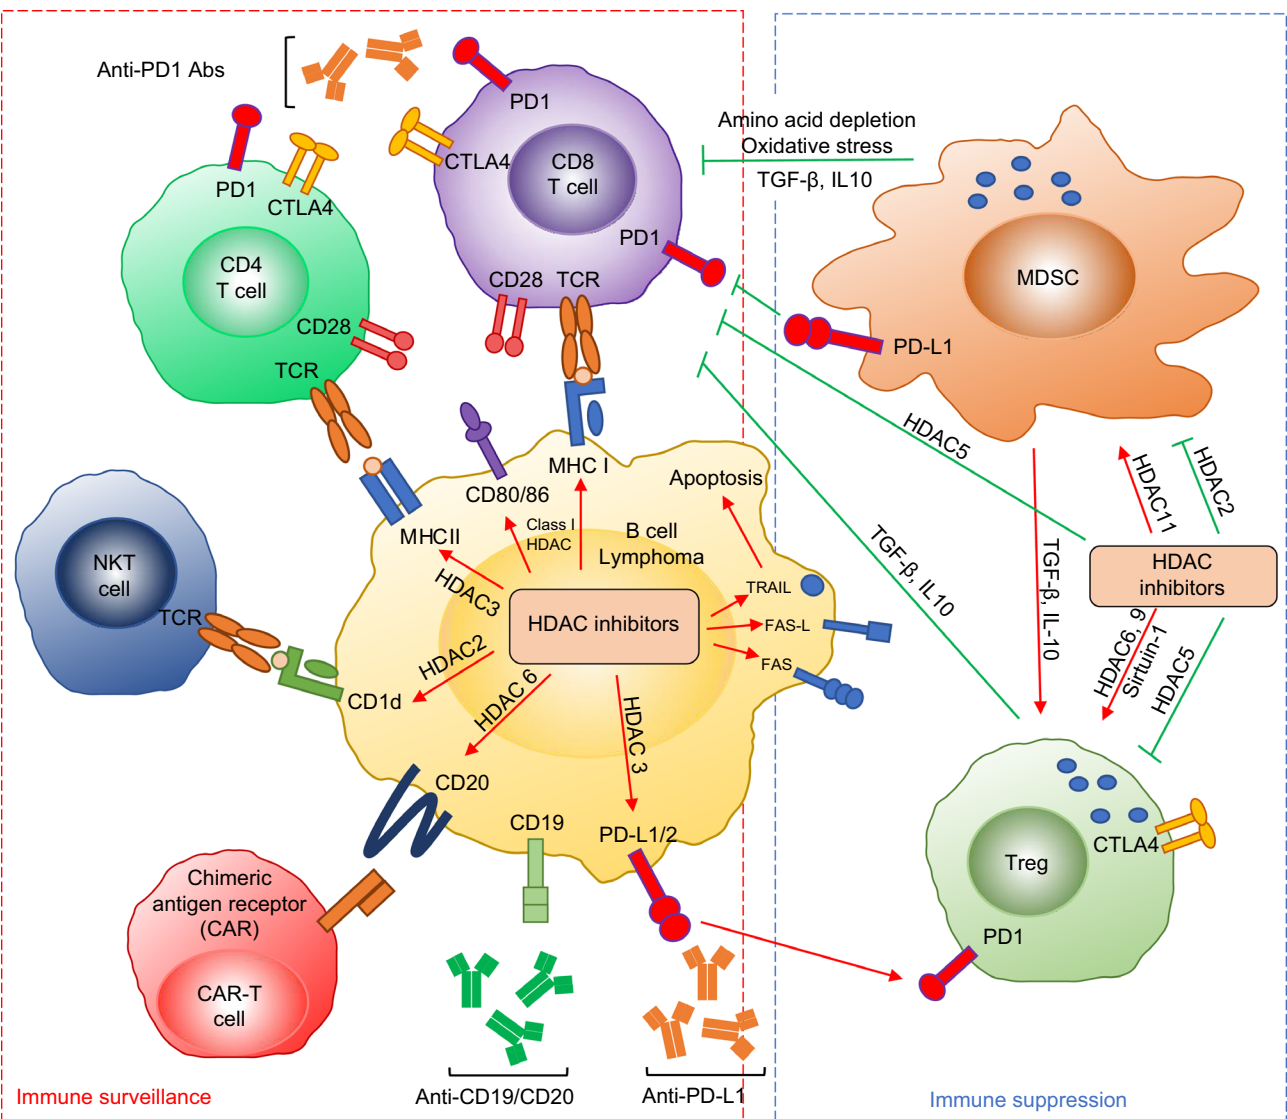 Anti-PD1 Abs
PD1
CTLA4
CD4
T cell
CD28
TCR
PD1
CTLA4
CD8
T cell
PD1
CD28
TCR
Amino acid depletion
Oxidative stress
TGF-β, IL10
MDSC
PD-L1
HDAC5
HDAC11
HDAC2
HDAC
inhibitors
TGF-β, IL10
TGF-β, IL-10
HDAC6, 9
Sirtuin-1
HDAC5
NKT
cell
TCR
MHC I
CD80/86
MHCII
Class I
HDAC
B cell
Lymphoma
Apoptosis
HDAC3
HDAC inhibitors
TRAIL
FAS-L
FAS
HDAC2
CD1d
HDAC 6
HDAC 3
CD20
CD19
PD-L1/2
Chimeric
antigen receptor
(CAR)
CAR-T
cell
Treg
CTLA4
PD1
Anti-CD19/CD20
Anti-PD-L1
Immune surveillance
Immune suppression